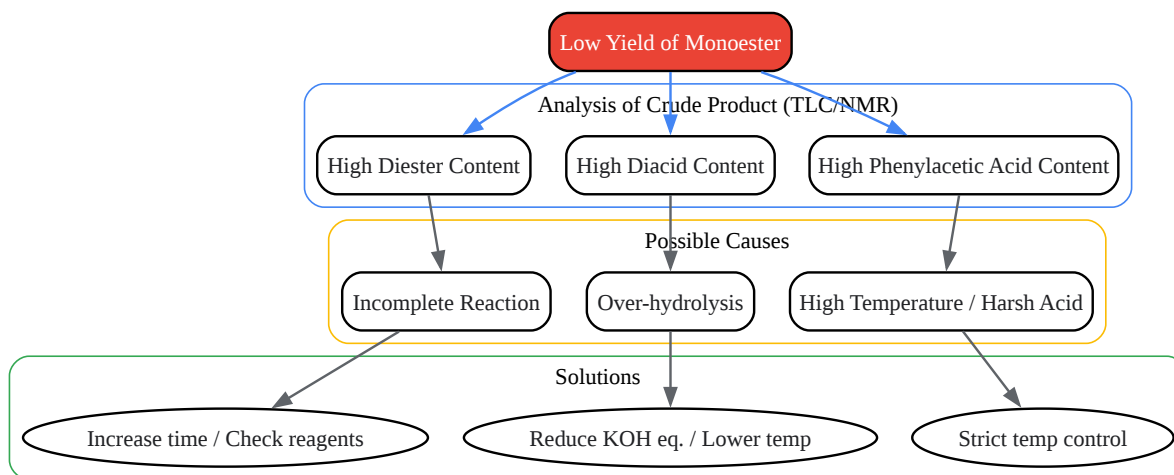 Low Yield of Monoester
Analysis of Crude Product (TLC/NMR)
High Diester Content
High Diacid Content
High Phenylacetic Acid Content
Possible Causes
Incomplete Reaction
Over-hydrolysis
High Temperature / Harsh Acid
Solutions
Increase time / Check reagents
Reduce KOH eq. / Lower temp
Strict temp control